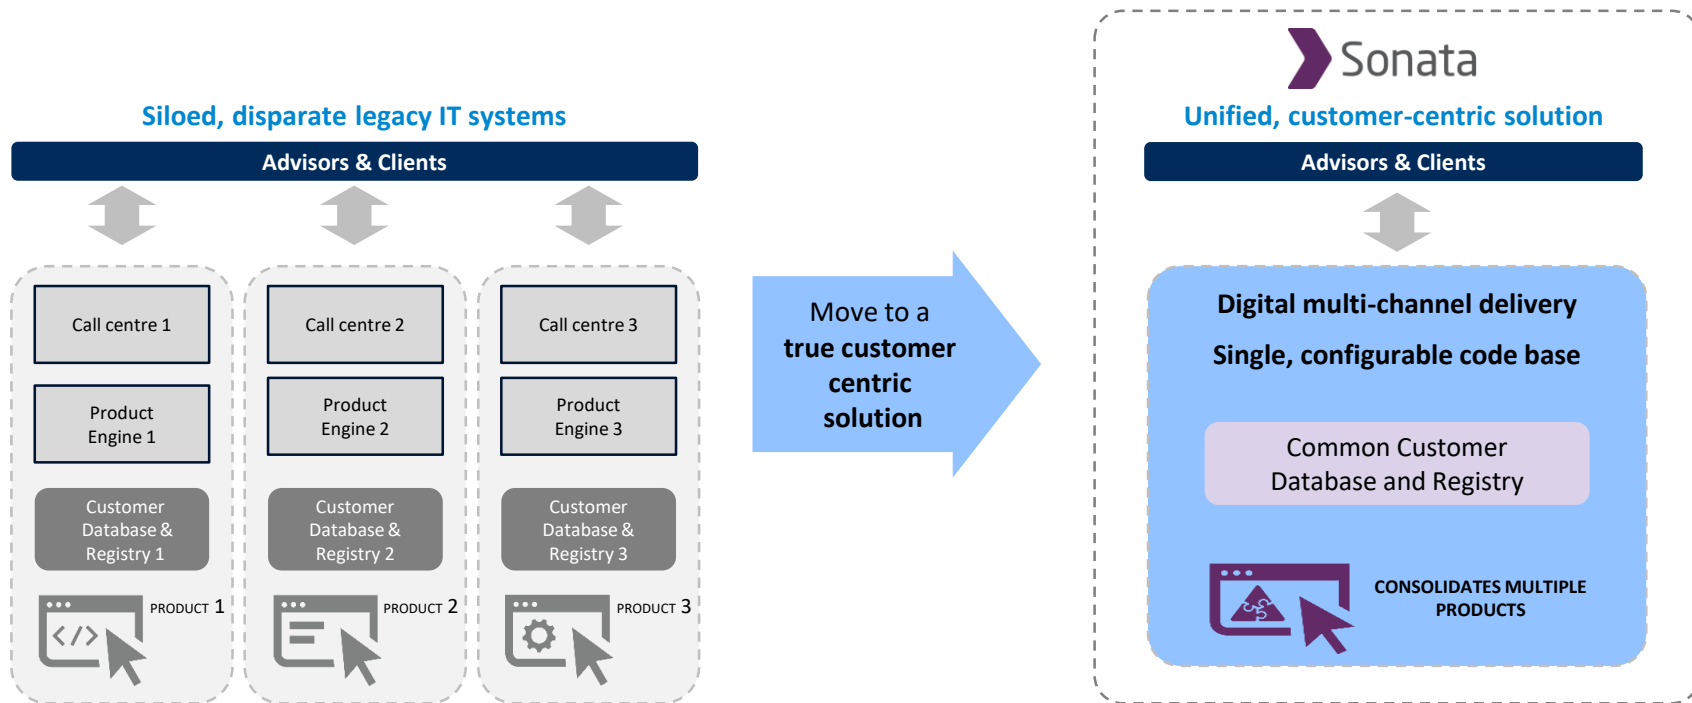 Sonata
Siloed, disparate legacy IT systems
Unified, customer-centric solution
Advisors & Clients
Advisors & Clients
Call centre 1
Product
Engine 1
Customer
Database &
Registry 1
PRODUCT 1
</>
Call centre 2
Product
Engine 2
Customer
Database &
Registry 2
PRODUCT 2
Call centre 3
Product
Engine 3
Customer
Database &
Registry 3
PRODUCT 3
Move to a
true customer
centric
solution
Digital multi-channel delivery
Single, configurable code base
Common Customer
Database and Registry
CONSOLIDATES MULTIPLE
PRODUCTS